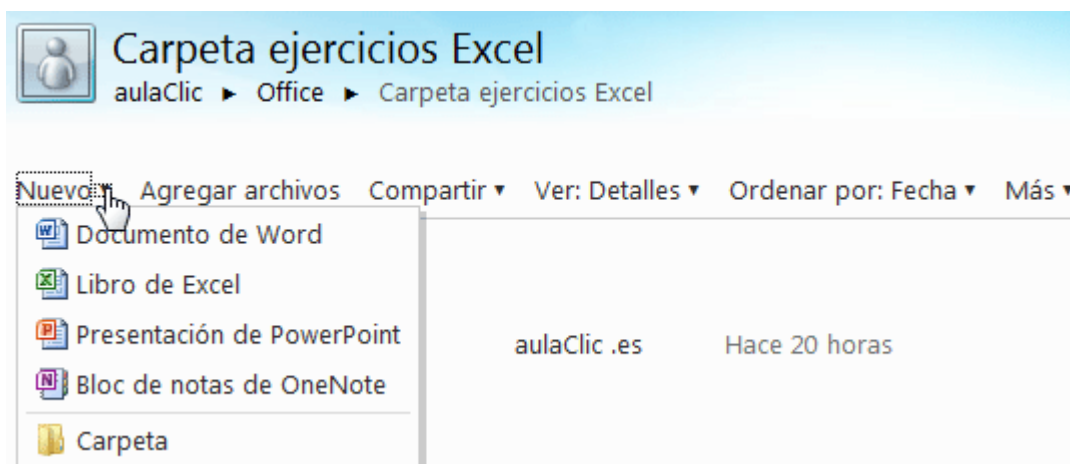 Carpeta ejercicios Excel
aulaClic ► Office ► Carpeta ejercicios Excel
Nuevo ▾ Agregar archivos Compartir ▾ Ver: Detalles ▾ Ordenar por: Fecha ▾ Más ▾
Documento de Word
Libro de Excel
Presentación de PowerPoint
aulaClic .es Hace 20 horas
Bloc de notas de OneNote
Carpeta